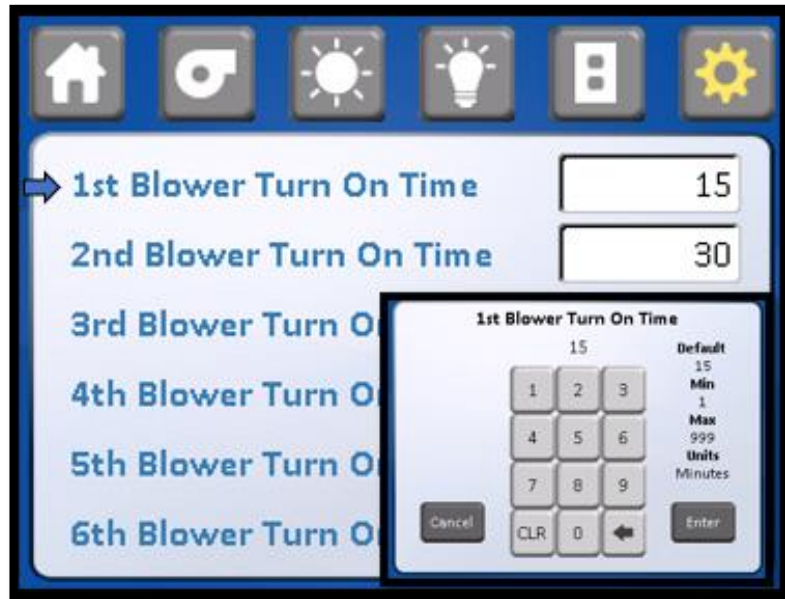 1st Blower Turn On Time 15
2nd Blower Turn On Time 30
3rd Blower Turn
4th Blower Turn
5th Blower Turn
6th Blower Turn
1st Blower Turn On Time
15
Default
15
Min
1
Max
999
Units
Minutes
1 2 3
4 5 6
7 8 9
CLR 0
Cancel
Enter